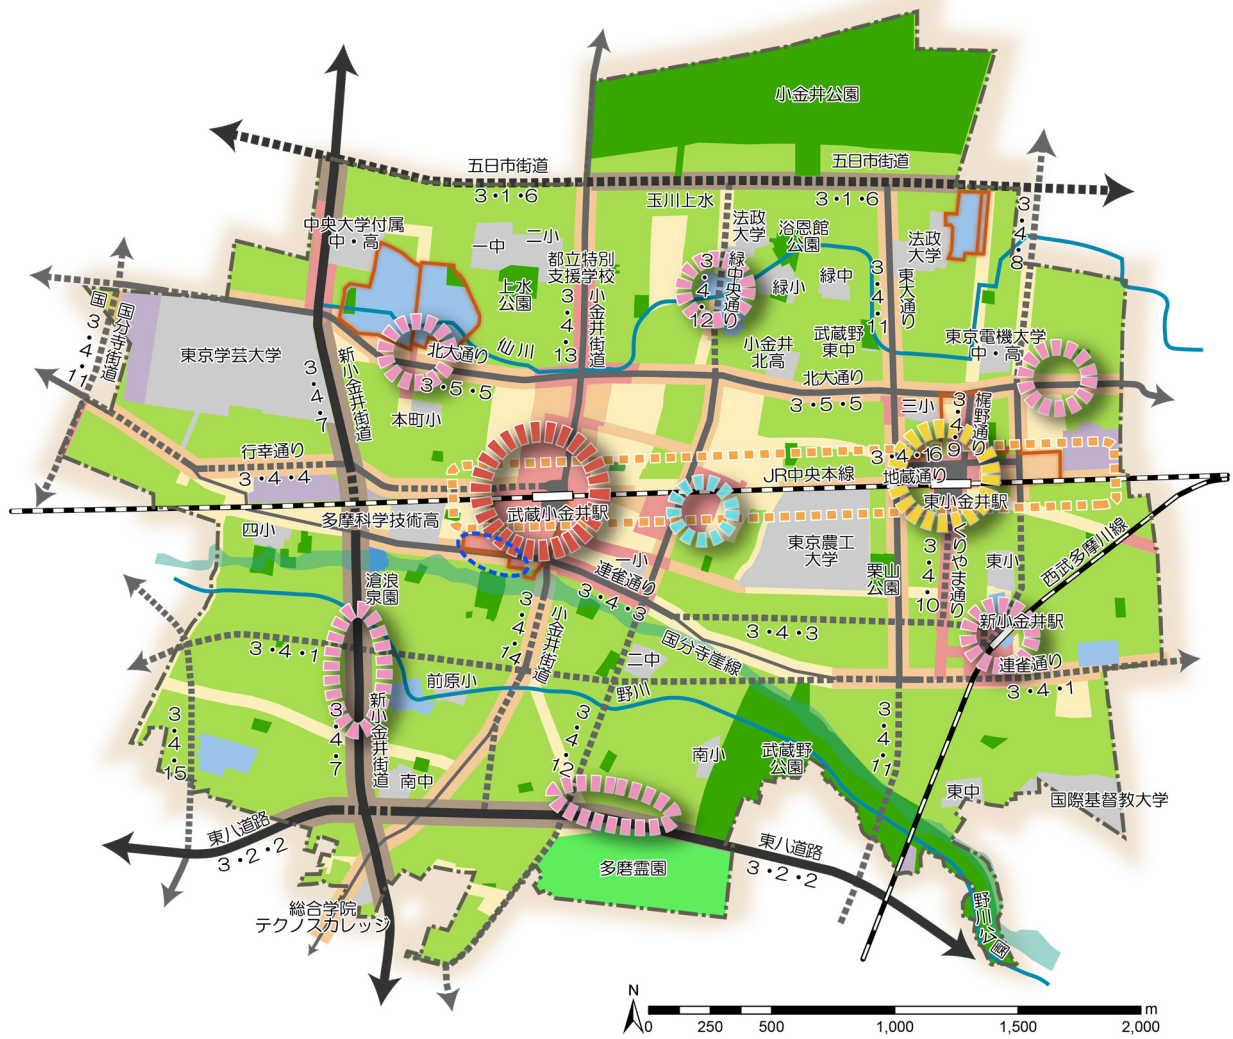 小金井公園
五日市街道
3・1・6
五日市街道
3・1・6
玉川上水
中央大学付属
中・高
一中
二小
上水
公園
都立特別
支援学校
3・4・13
小金井街道
法政
大学
浴恩館
公園
緑中央通り
3・4・12
緑小
緑中
3・4・11
東大通り
法政
大学
3・4・8
国3・4・11
国分寺街道
東京学芸大学
3・4・7
新小金井街道
北大通り
3・5・5
仙川
本町小
小金井
北高
武蔵野
東中
東京電機大学
中・高
北大通り
3・5・5
三小
3・4・9
梶野通り
3・4・16
地蔵通り
行幸通り
3・4・4
JR中央本線
武蔵小金井駅
東小金井駅
多摩科学技術高
四小
滄浪
泉園
一小
連雀通り
3・4・3
東京農工
大学
栗山
公園
3・4・10
くりやま通り
東小
西武多摩川線
新小金井駅
連雀通り
3・4・1
3・4・3
国分寺崖線
3・4・14
小金井街道
二中
野川
3・4・1
前原小
3・4・7
新小金井街道
3・4・15
3・4・12
南中
南小
武蔵野
公園
3・4・11
東中
国際基督教大学
東八道路
3・2・2
東八道路
3・2・2
多磨霊園
総合学院
テクノスカレッジ
野川公園
N
0 250 500 1,000 1,500 2,000 m